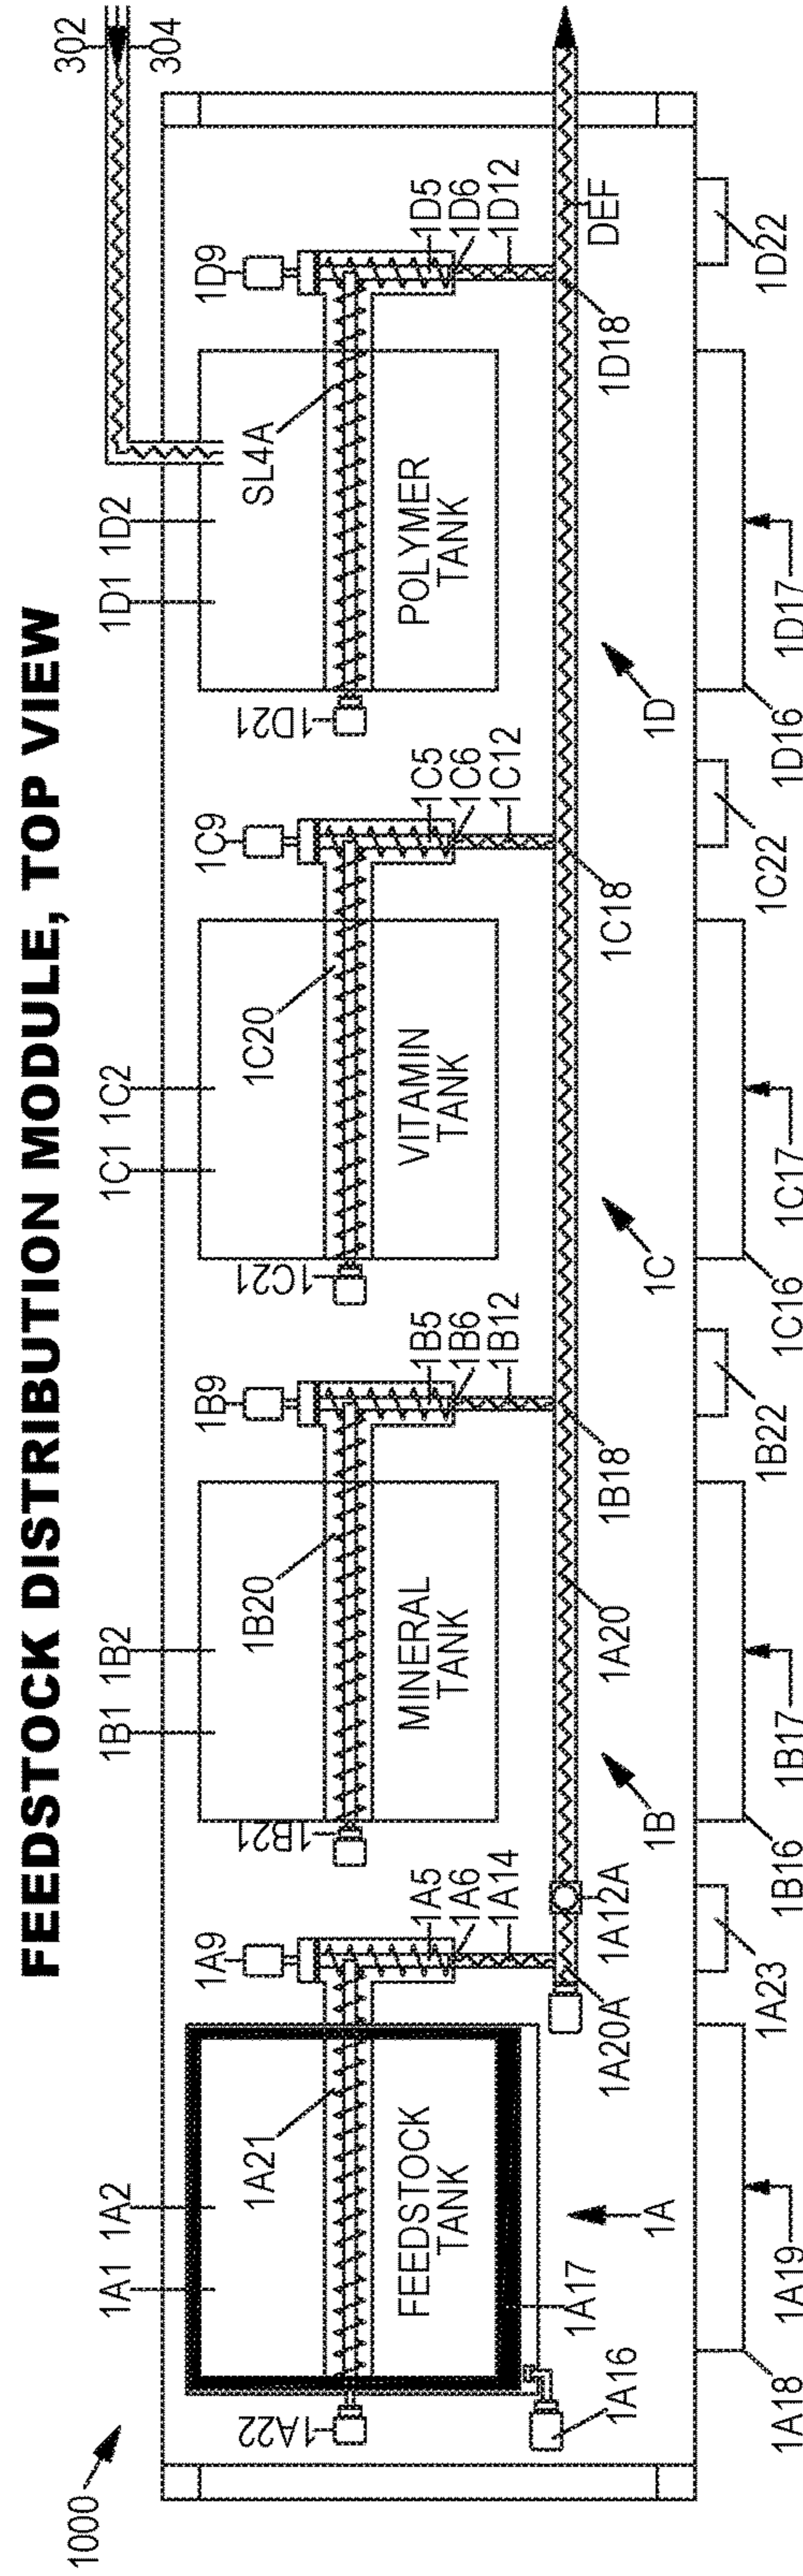 FEEDSTOCK DISTRIBUTION MODULE, TOP VIEW
1000
302
304
1A1
1A2
1A9
1B1
1B2
1B9
1C1
1C2
1C9
1D1
1D2
1D9
1A22
1A21
1B21
1B20
1C21
1C20
1D21
SL4A
FEEDSTOCK
TANK
MINERAL
TANK
VITAMIN
TANK
POLYMER
TANK
1A5
1A6
1A14
1B5
1B6
1B12
1C5
1C6
1C12
1D5
1D6
1D12
1A16
1A17
1A
1A20A
1A12A
1B
1A20
1B18
1C
1C18
1D
1D18
DEF
1A18
1A19
1A23
1B16
1B17
1B22
1C16
1C17
1C22
1D16
1D17
1D22